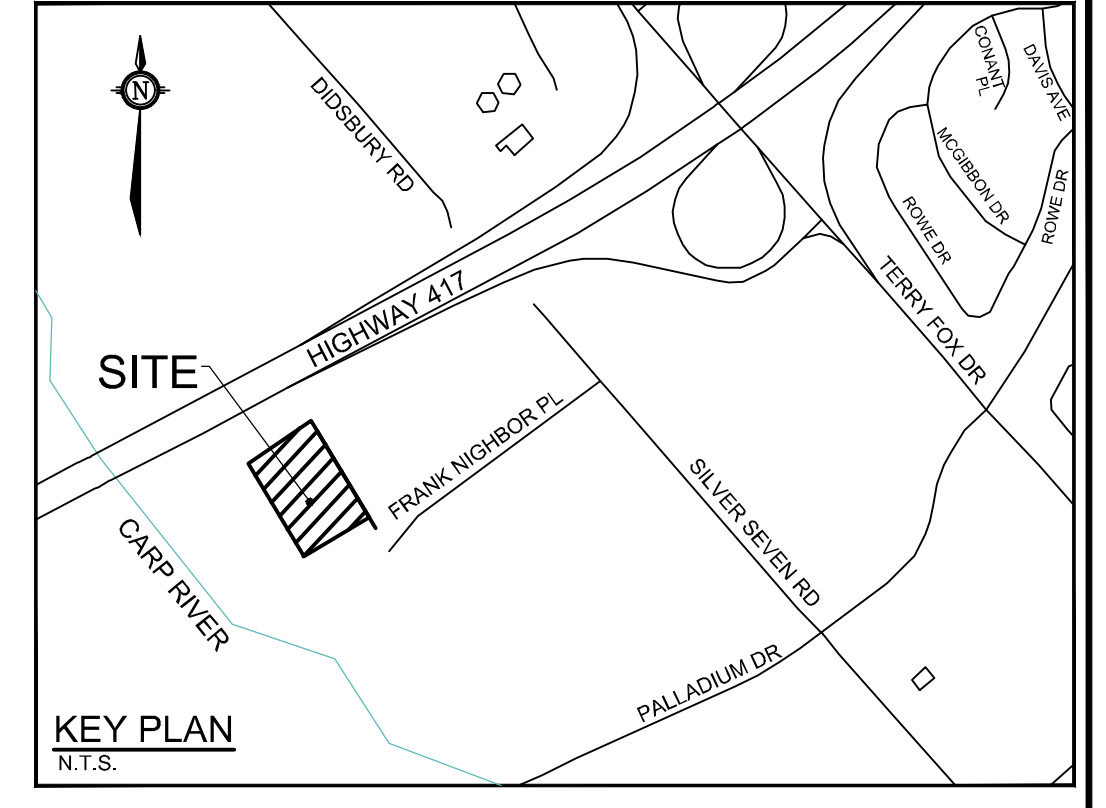 N
DIDSBURY RD
CONANT
PL
DAVIS AVE
MCGIBBON DR
ROWE DR
ROWE DR
TERRY FOX DR
HIGHWAY 417
SITE
FRANK NIGHBOR PL
SILVER SEVEN RD
CARP RIVER
PALLADIUM DR
KEY PLAN
N.T.S.